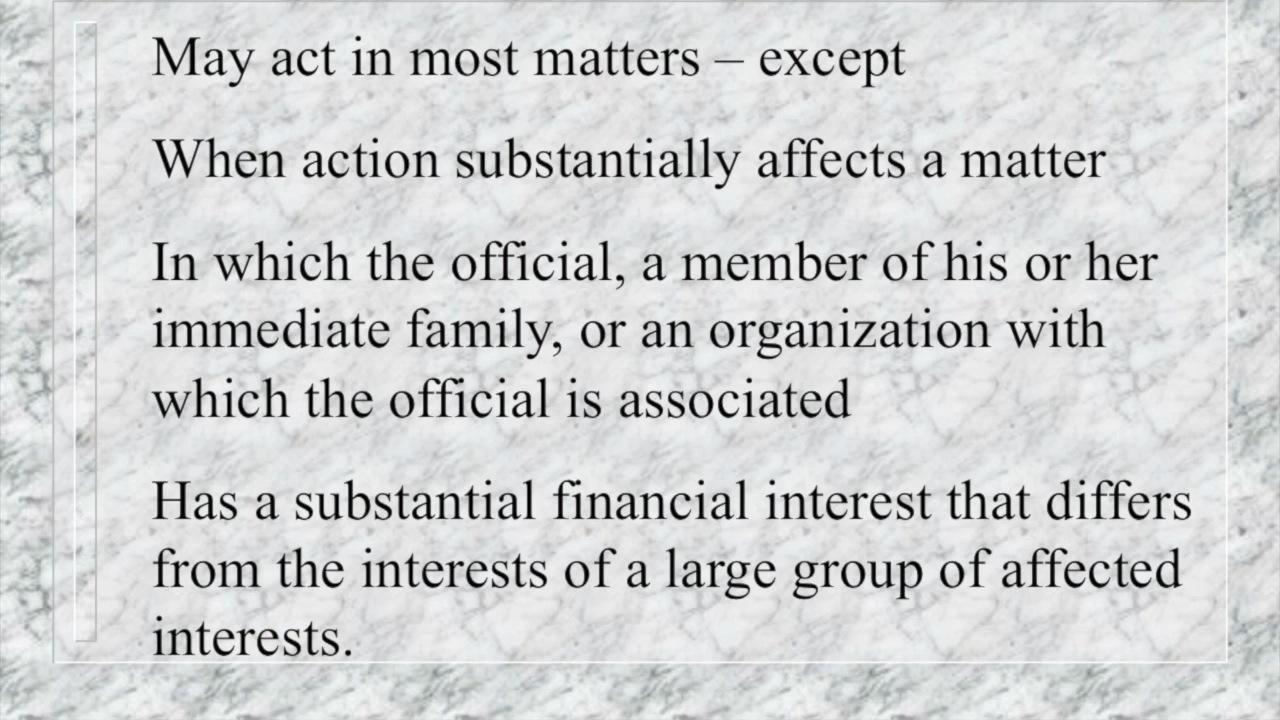 May act in most matters – except
When action substantially affects a matter
In which the official, a member of his or her
immediate family, or an organization with
which the official is associated
Has a substantial financial interest that differs
from the interests of a large group of affected
interests.